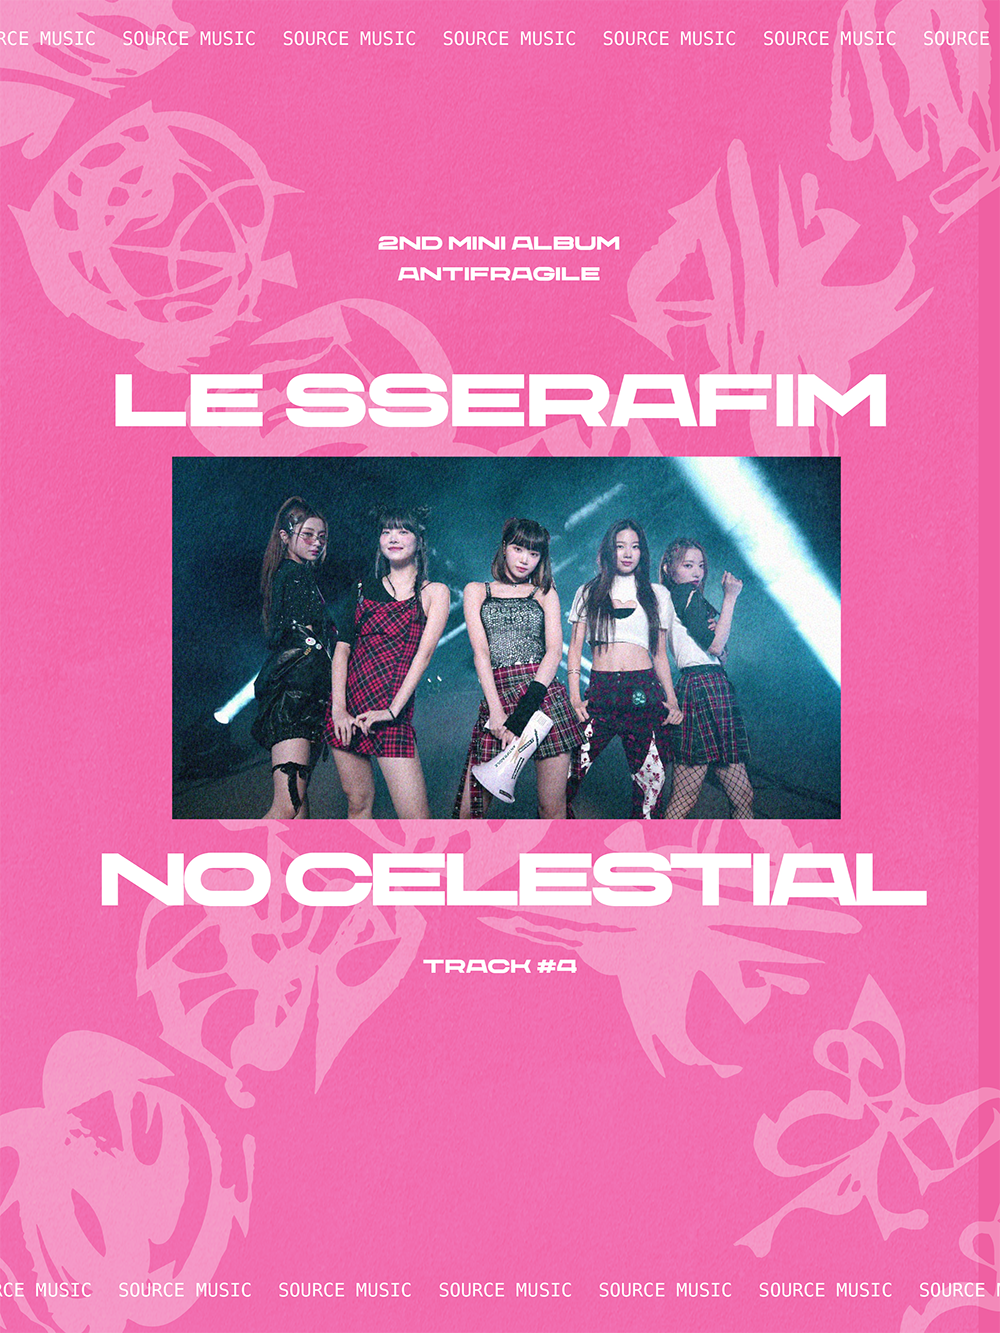 RCE MUSIC SOURCE MUSIC SOURCE MUSIC SOURCE MUSIC SOURCE MUSIC SOURCE MUSIC SOURCE
2ND MINI ALBUM
ANTIFRAGILE
LE SSERAFIM
NO CELESTIAL
TRACK #4
RCE MUSIC SOURCE MUSIC SOURCE MUSIC SOURCE MUSIC SOURCE MUSIC SOURCE MUSIC SOURCE M